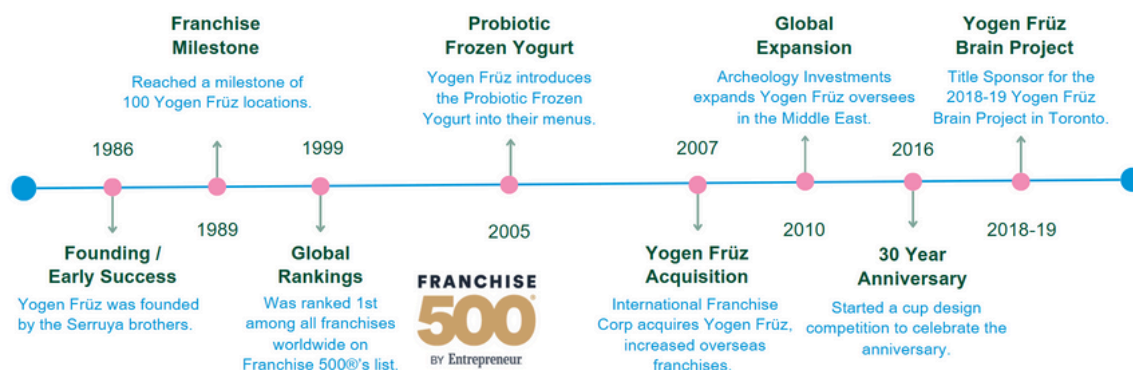 Franchise
Milestone
Reached a milestone of
100 Yogen Früz locations.
Probiotic
Frozen Yogurt
Yogen Früz introduces
the Probiotic Frozen
Yogurt into their menus.
Global
Expansion
Archeology Investments
expands Yogen Früz oversees
in the Middle East.
Yogen Früz
Brain Project
Title Sponsor for the
2018-19 Yogen Früz
Brain Project in Toronto.
1986
1999
2007
2016
1989
2005
2010
2018-19
Founding /
Early Success
Yogen Früz was founded
by the Serruya brothers.
Global
Rankings
Was ranked 1st
among all franchises
worldwide on
Franchise 500®'s list.
FRANCHISE
500®
BY Entrepreneur
Yogen Früz
Acquisition
International Franchise
Corp acquires Yogen Früz,
increased overseas
franchises.
30 Year
Anniversary
Started a cup design
competition to celebrate the
anniversary.